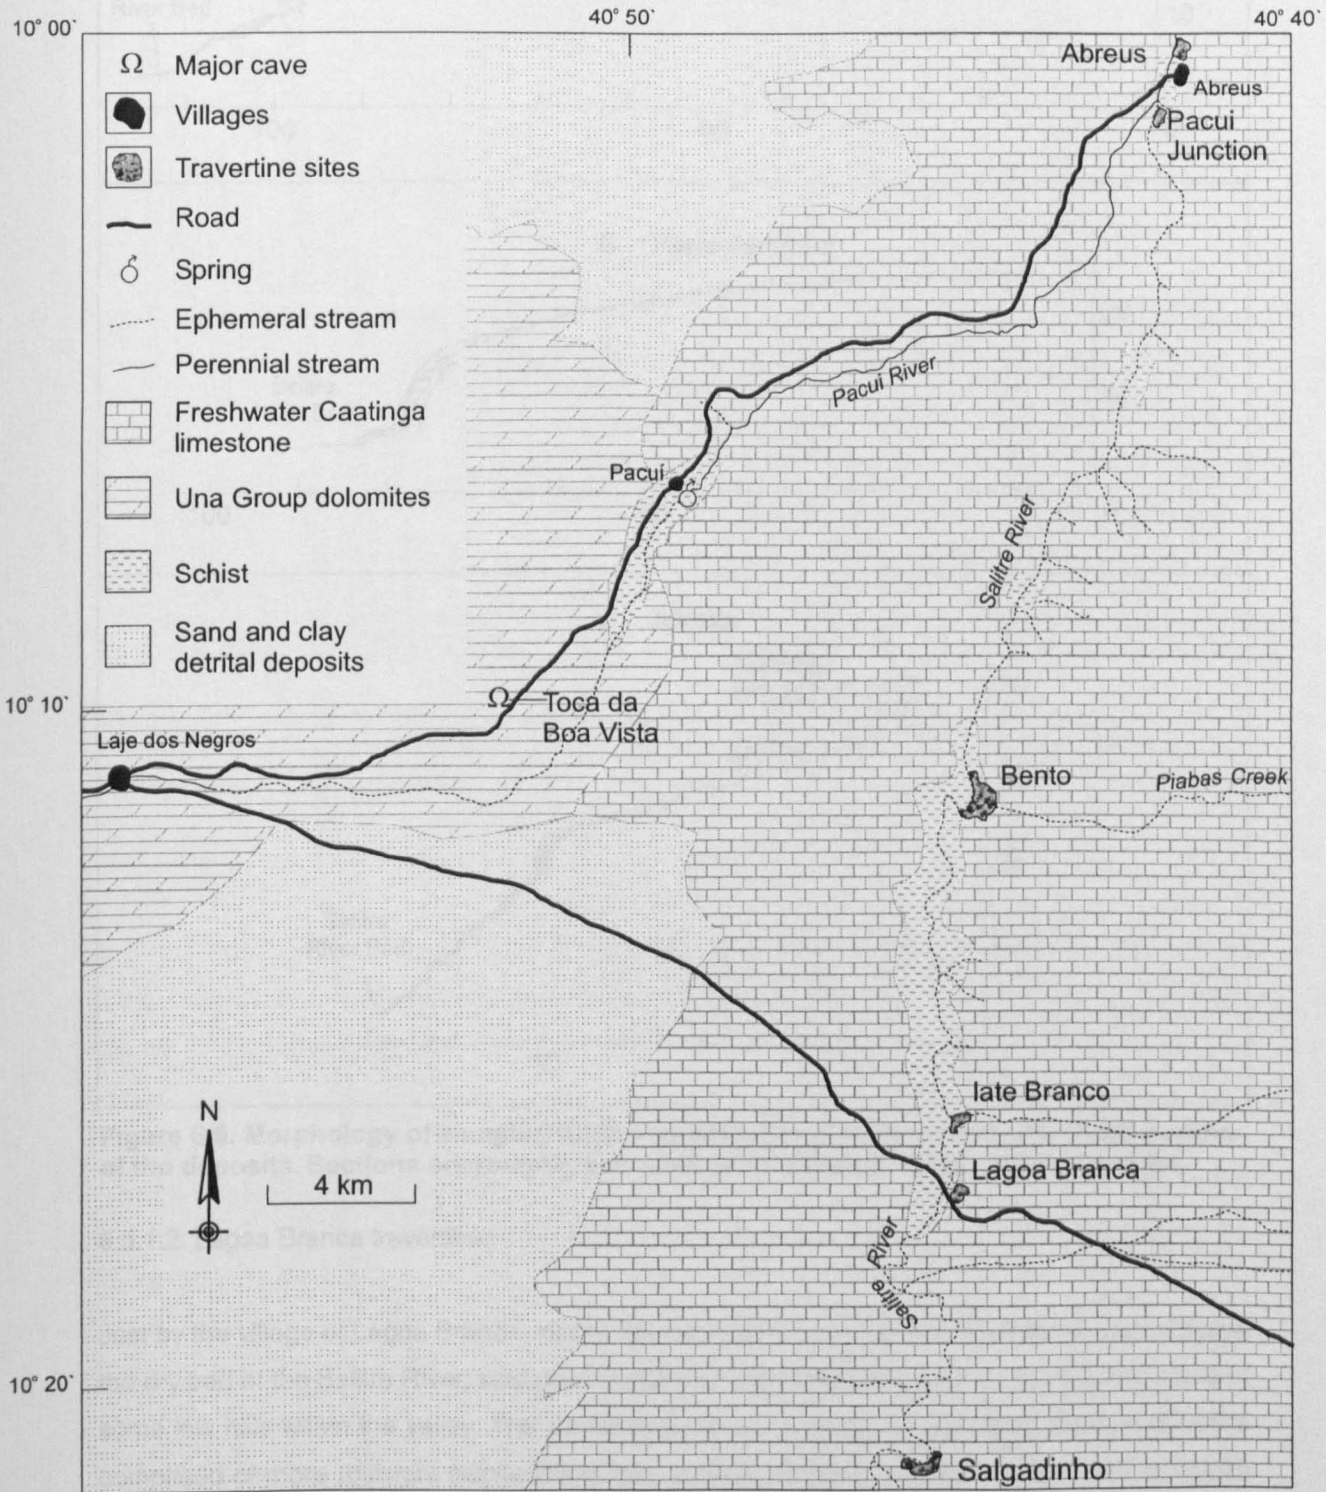 10° 00`
40° 50`
40° 40`
Ω Major cave
Villages
Travertine sites
Road
Spring
Ephemeral stream
Perennial stream
Freshwater Caatinga
limestone
Una Group dolomites
Schist
Sand and clay
detrital deposits
Abreus
Abreus
Pacui
Junction
Pacui River
Pacuí
Salitre River
10° 10`
Ω Toca da
Boa Vista
Laje dos Negros
Bento
Piabas Creek
N
4 km
Iate Branco
Lagoa Branca
Salitre River
10° 20`
Salgadinho